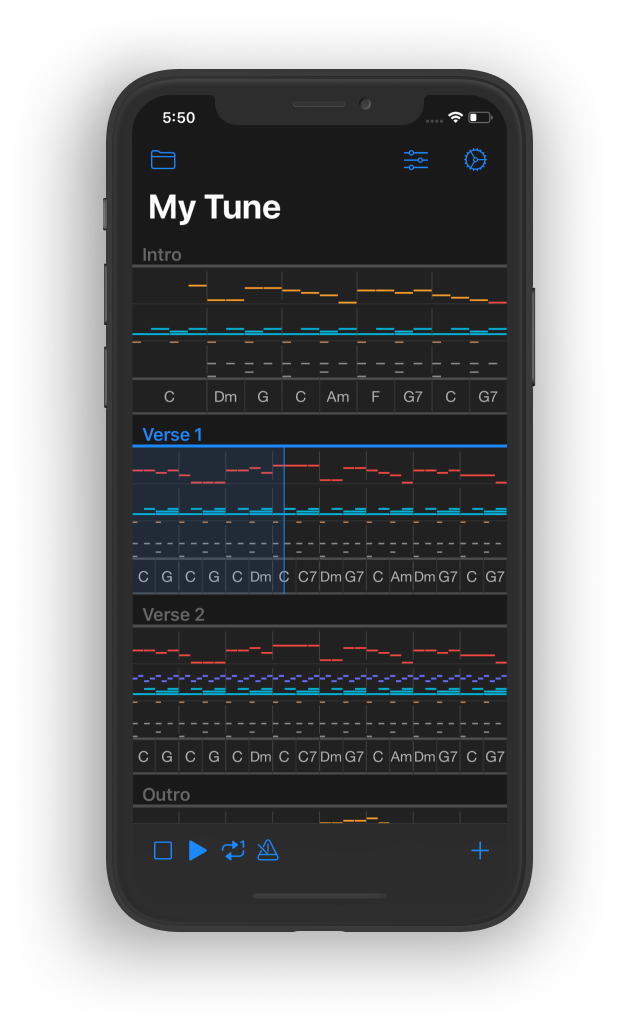 5:50
My Tune
Intro
C Dm G C Am F G7 C G7
Verse 1
C G C G C Dm C C7 Dm G7 C Am Dm G7 C G7
Verse 2
C G C G C Dm C C7 Dm G7 C Am Dm G7 C G7
Outro
1